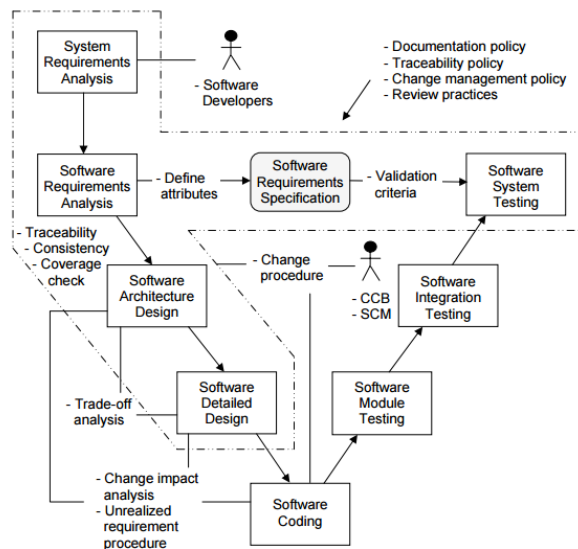 System
Requirements
Analysis
- Software
Developers
- Documentation policy
- Traceability policy
- Change management policy
- Review practices
Software
Requirements
Analysis
- Define
attributes
Software
Requirements
Specification
- Validation
criteria
Software
System
Testing
- Traceability
- Consistency
- Coverage
check
Software
Architecture
Design
- Change
procedure
- CCB
- SCM
Software
Integration
Testing
- Trade-off
analysis
Software
Detailed
Design
Software
Module
Testing
- Change impact
analysis
- Unrealized
requirement
procedure
Software
Coding